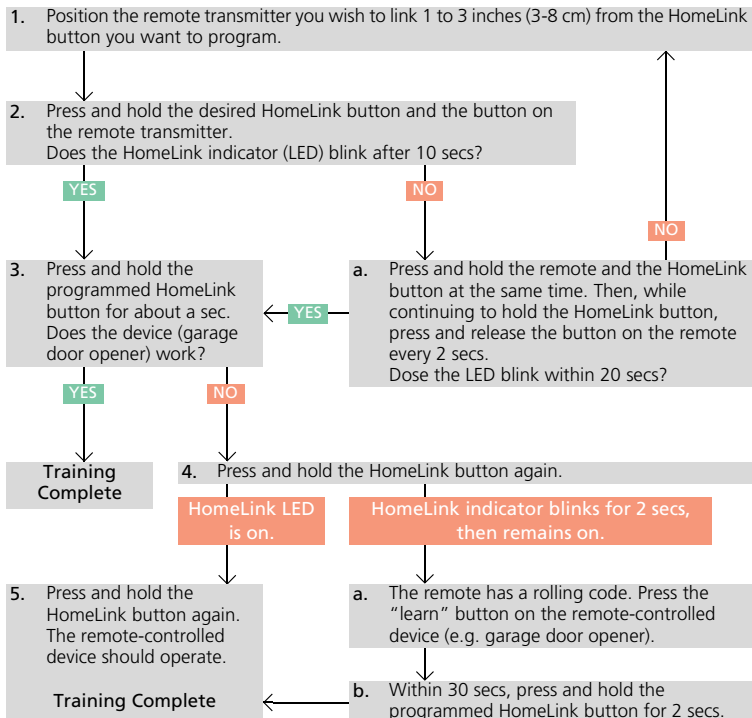 1. Position the remote transmitter you wish to link 1 to 3 inches (3-8 cm) from the HomeLink
button you want to program.
2. Press and hold the desired HomeLink button and the button on
the remote transmitter.
Does the HomeLink indicator (LED) blink after 10 secs?
YES
NO
NO
3. Press and hold the
programmed HomeLink
button for about a sec.
Does the device (garage
door opener) work?
YES
a. Press and hold the remote and the HomeLink
button at the same time. Then, while
continuing to hold the HomeLink button,
press and release the button on the remote
every 2 secs.
Dose the LED blink within 20 secs?
YES
NO
Training
Complete
4. Press and hold the HomeLink button again.
HomeLink LED
is on.
HomeLink indicator blinks for 2 secs,
then remains on.
5. Press and hold the
HomeLink button again.
The remote-controlled
device should operate.
Training Complete
a. The remote has a rolling code. Press the
“learn” button on the remote-controlled
device (e.g. garage door opener).
b. Within 30 secs, press and hold the
programmed HomeLink button for 2 secs.